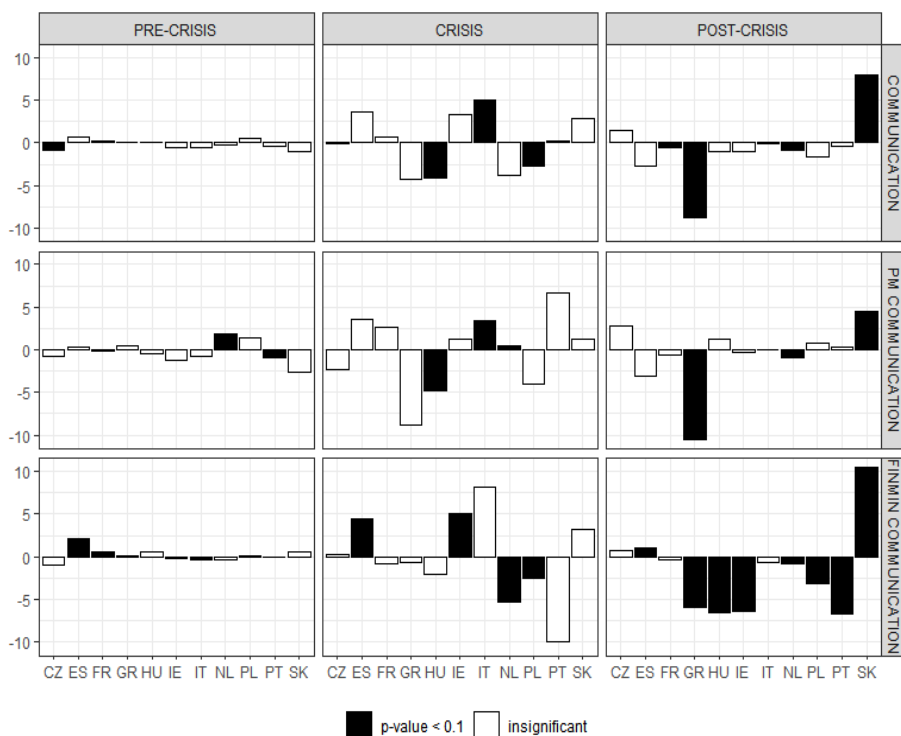 PRE-CRISIS CRISIS POST-CRISIS
10
5
0
-5
-10
COMMUNICATION
10
5
0
-5
-10
PM COMMUNICATION
10
5
0
-5
-10
FINMIN COMMUNICATION
CZ ES FR GR HU IE IT NL PL PT SK CZ ES FR GR HU IE IT NL PL PT SK CZ ES FR GR HU IE IT NL PL PT SK
p-value < 0.1 insignificant